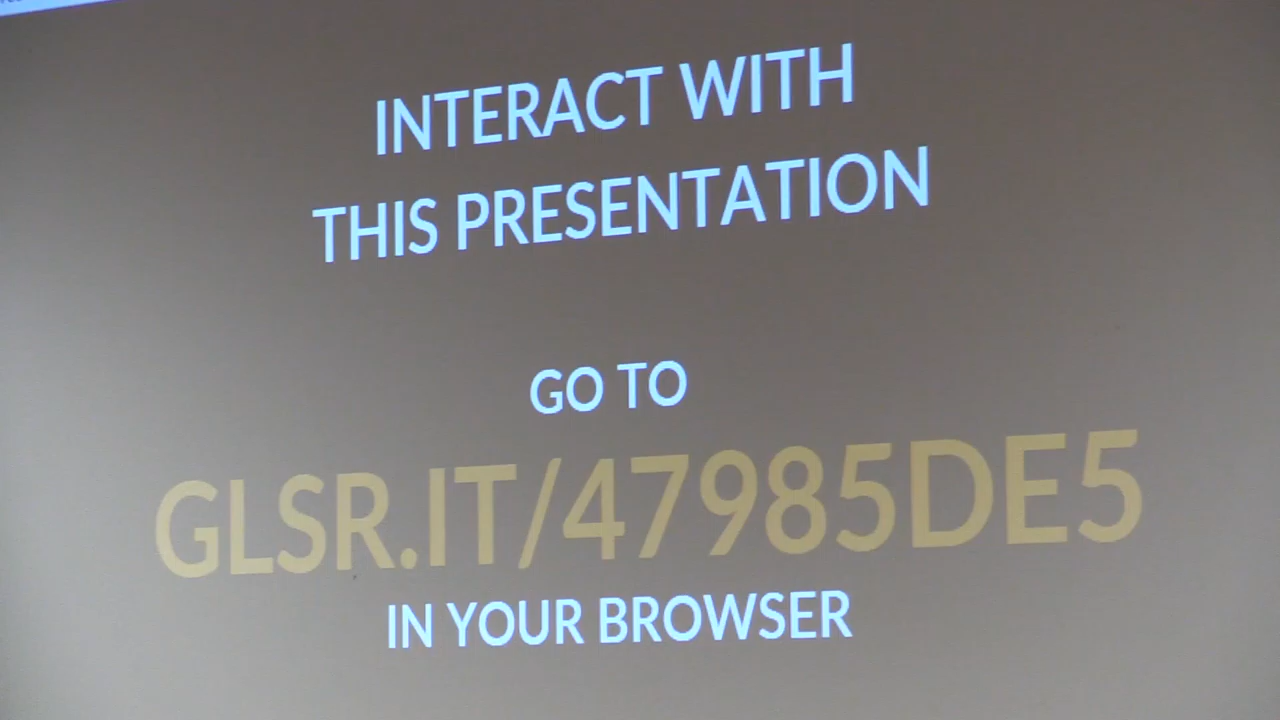 INTERACT WITH
THIS PRESENTATION
GO TO
GLSR.IT/47985DE5
IN YOUR BROWSER